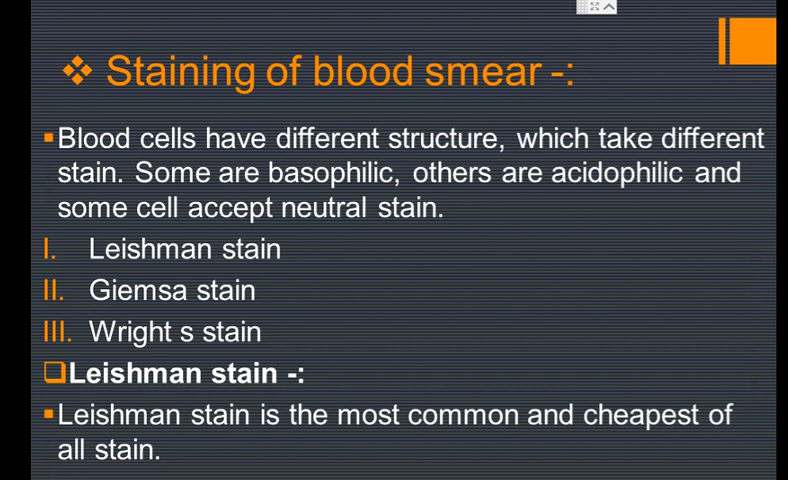 ❖ Staining of blood smear -:
▪Blood cells have different structure, which take different
stain. Some are basophilic, others are acidophilic and
some cell accept neutral stain.
I. Leishman stain
II. Giemsa stain
III. Wright s stain
❑Leishman stain -:
▪Leishman stain is the most common and cheapest of
all stain.